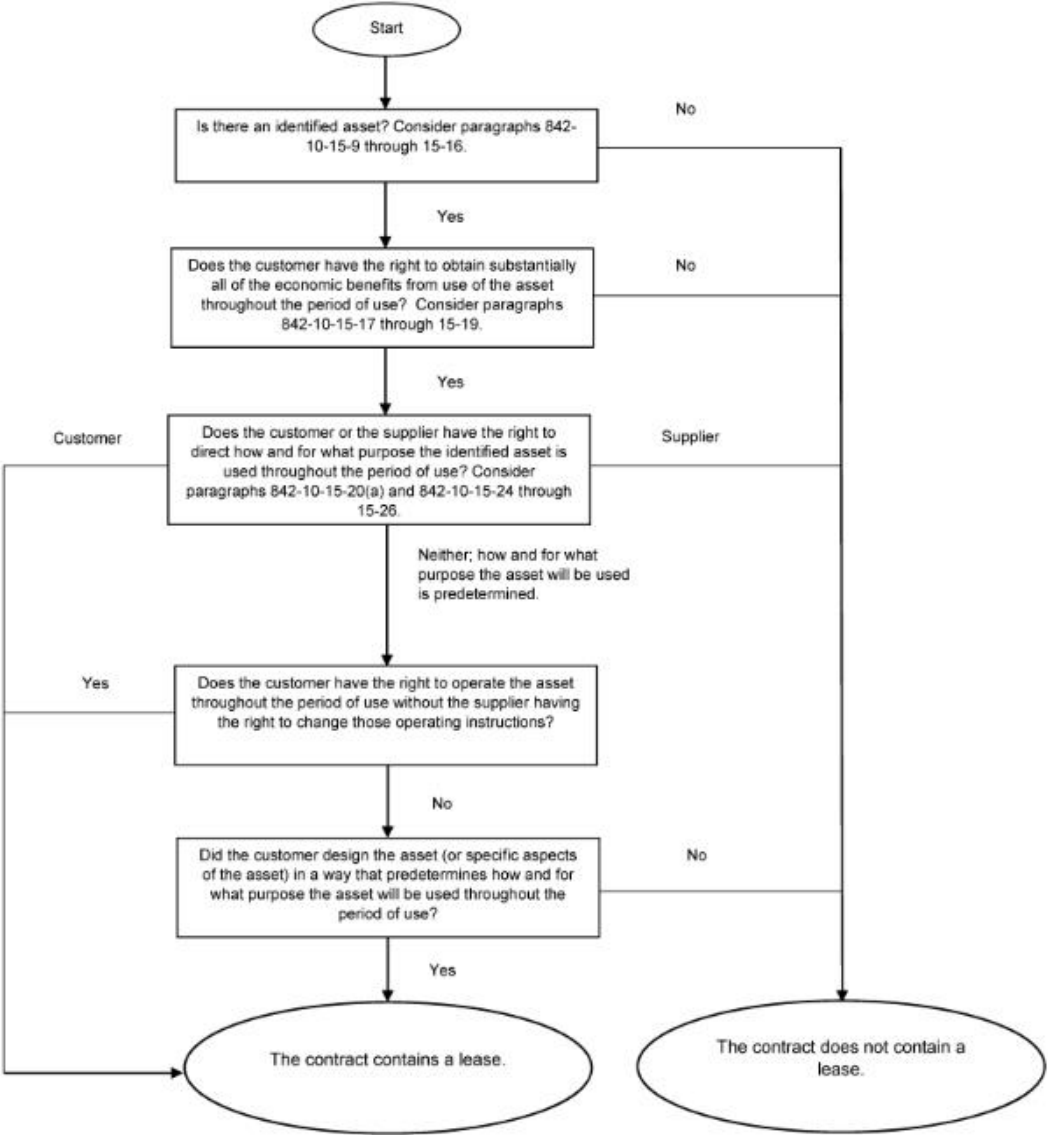 Start
No
Is there an identified asset? Consider paragraphs 842-
10-15-9 through 15-16.
Yes
Does the customer have the right to obtain substantially
all of the economic benefits from use of the asset
throughout the period of use? Consider paragraphs
842-10-15-17 through 15-19.
No
Yes
Customer
Does the customer or the supplier have the right to
direct how and for what purpose the identified asset is
used throughout the period of use? Consider
paragraphs 842-10-15-20(a) and 842-10-15-24 through
15-26.
Supplier
Neither; how and for what
purpose the asset will be used
is predetermined.
Yes
Does the customer have the right to operate the asset
throughout the period of use without the supplier having
the right to change those operating instructions?
No
Did the customer design the asset (or specific aspects
of the asset) in a way that predetermines how and for
what purpose the asset will be used throughout the
period of use?
No
Yes
The contract contains a lease.
The contract does not contain a
lease.